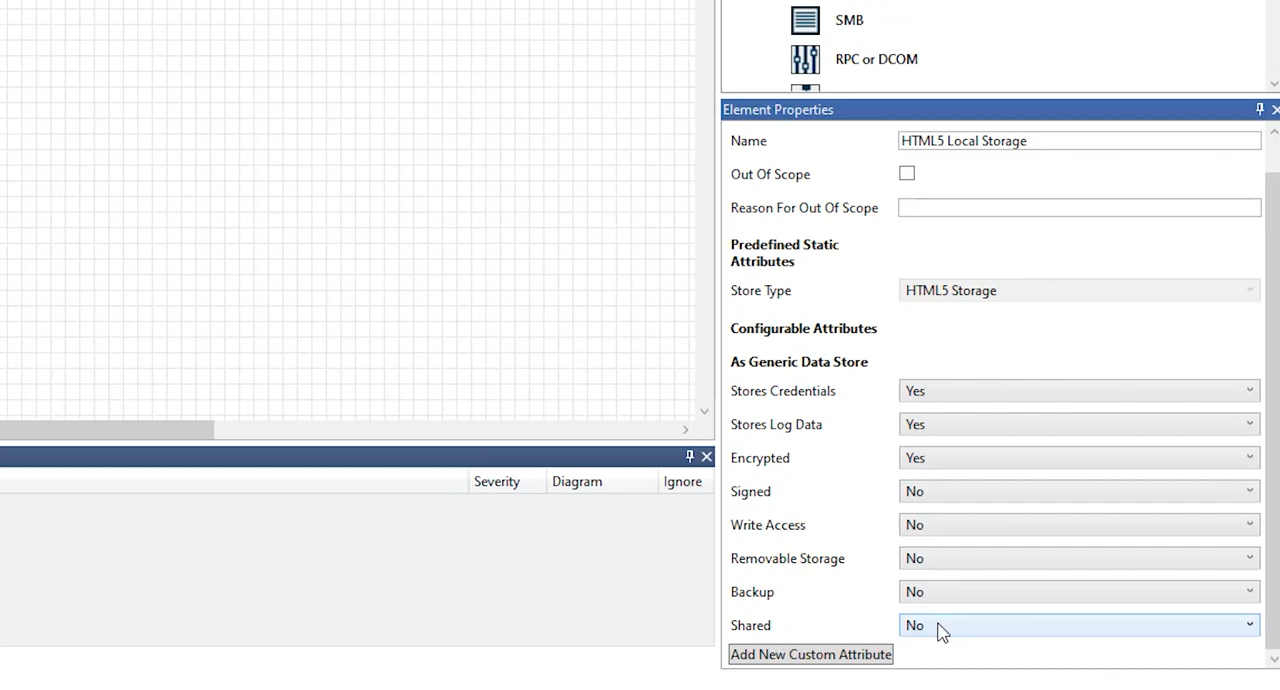 SMB
RPC or DCOM
Element Properties
Name HTML5 Local Storage
Out Of Scope
Reason For Out Of Scope
Predefined Static
Attributes
Store Type HTML5 Storage
Configurable Attributes
As Generic Data Store
Stores Credentials Yes
Stores Log Data Yes
Encrypted Yes
Signed No
Write Access No
Removable Storage No
Backup No
Shared No
Add New Custom Attribute
Severity Diagram Ignore